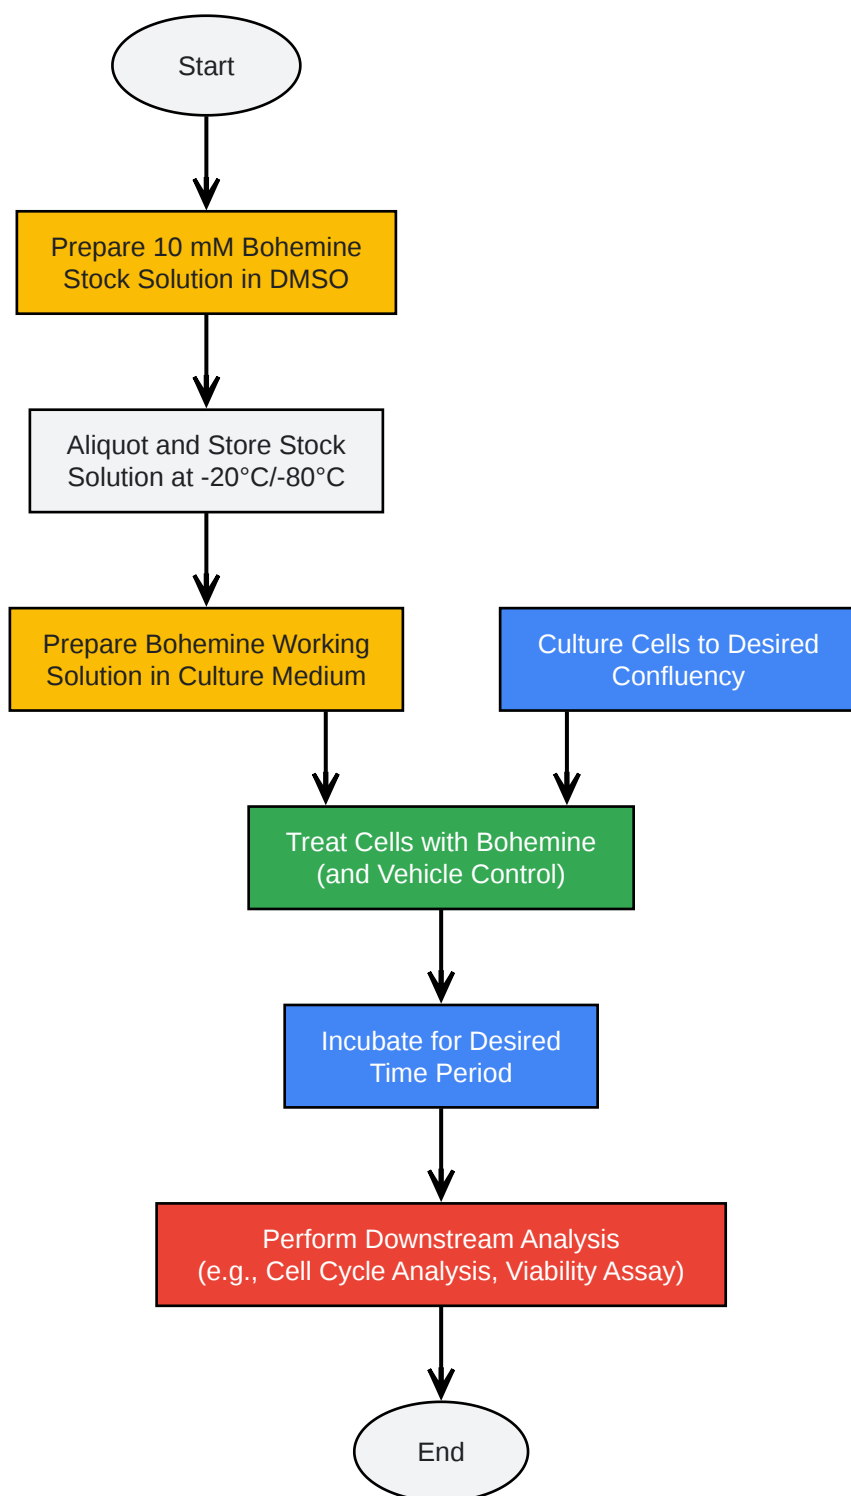 Start
Prepare 10 mM Bohemine
Stock Solution in DMSO
Aliquot and Store Stock
Solution at -20°C/-80°C
Prepare Bohemine Working
Solution in Culture Medium
Culture Cells to Desired
Confluency
Treat Cells with Bohemine
(and Vehicle Control)
Incubate for Desired
Time Period
Perform Downstream Analysis
(e.g., Cell Cycle Analysis, Viability Assay)
End